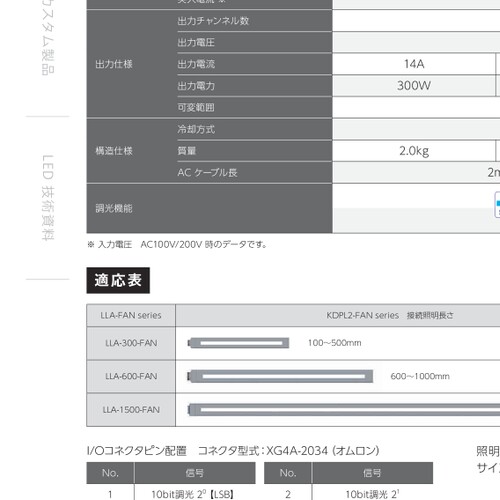 カスタム製品
LED 技術資料
出力仕様
出力チャンネル数
出力電圧
出力電流 14A
出力電力 300W
可変範囲
構造仕様
冷却方式
質量 2.0kg
AC ケーブル長
調光機能
※ 入力電圧 AC100V/200V 時のデータです。
適応表
LLA-FAN series KDPL2-FAN series 接続照明長さ
LLA-300-FAN 100～500mm
LLA-600-FAN 600～1000mm
LLA-1500-FAN
I/Oコネクタピン配置 コネクタ型式：XG4A-2034（オムロン）
照明
サイ
No. 信号 No. 信号
1 10bit調光 2⁰【LSB】 2 10bit調光 2¹